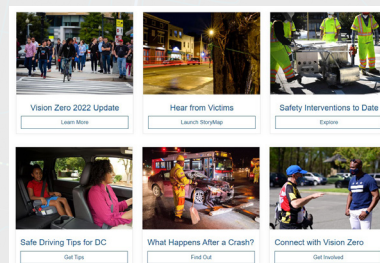 Vision Zero 2022 Update
Hear from Victims
Safety Interventions to Date
Learn More
Launch StoryMap
Explore
Safe Driving Tips for DC
What Happens After a Crash?
Connect with Vision Zero
Get Tips
Find Out
Get Involved